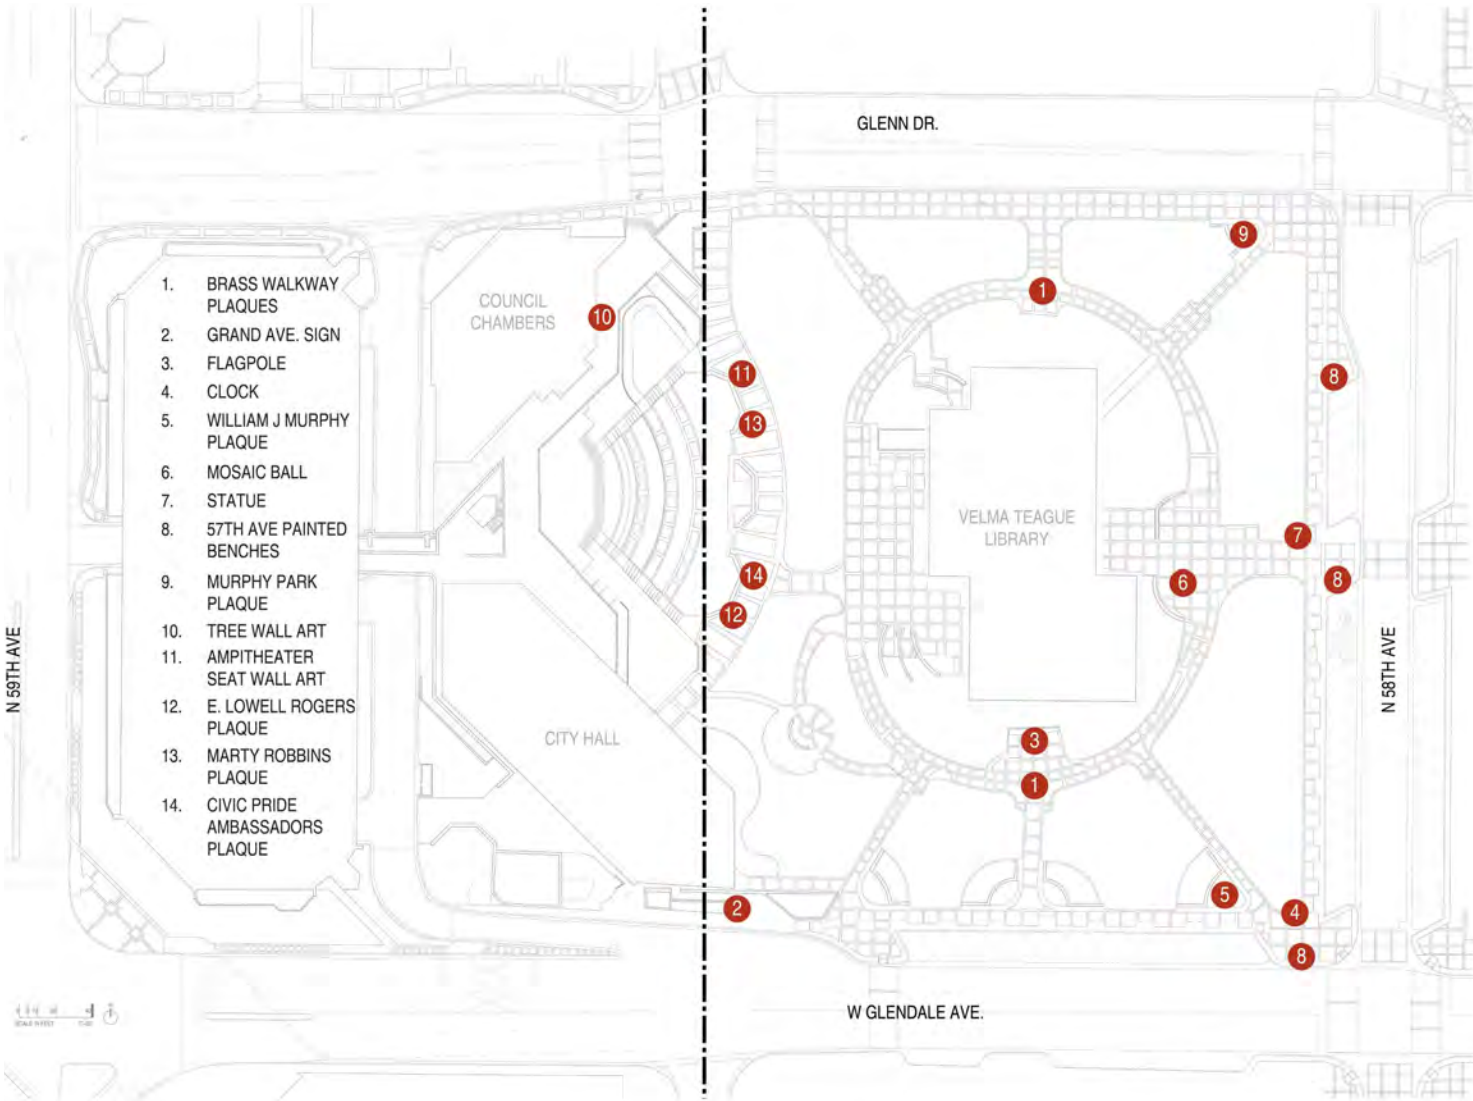 GLENN DR.
1. BRASS WALKWAY
PLAQUES
2. GRAND AVE. SIGN
3. FLAGPOLE
4. CLOCK
5. WILLIAM J MURPHY
PLAQUE
6. MOSAIC BALL
7. STATUE
8. 57TH AVE PAINTED
BENCHES
9. MURPHY PARK
PLAQUE
10. TREE WALL ART
11. AMPITHEATER
SEAT WALL ART
12. E. LOWELL ROGERS
PLAQUE
13. MARTY ROBBINS
PLAQUE
14. CIVIC PRIDE
AMBASSADORS
PLAQUE
COUNCIL
CHAMBERS
9
1
10
11
8
13
VELMA TEAGUE
LIBRARY
7
14
6
8
12
N 59TH AVE
N 58TH AVE
CITY HALL
3
1
5
2
4
8
W GLENDALE AVE.